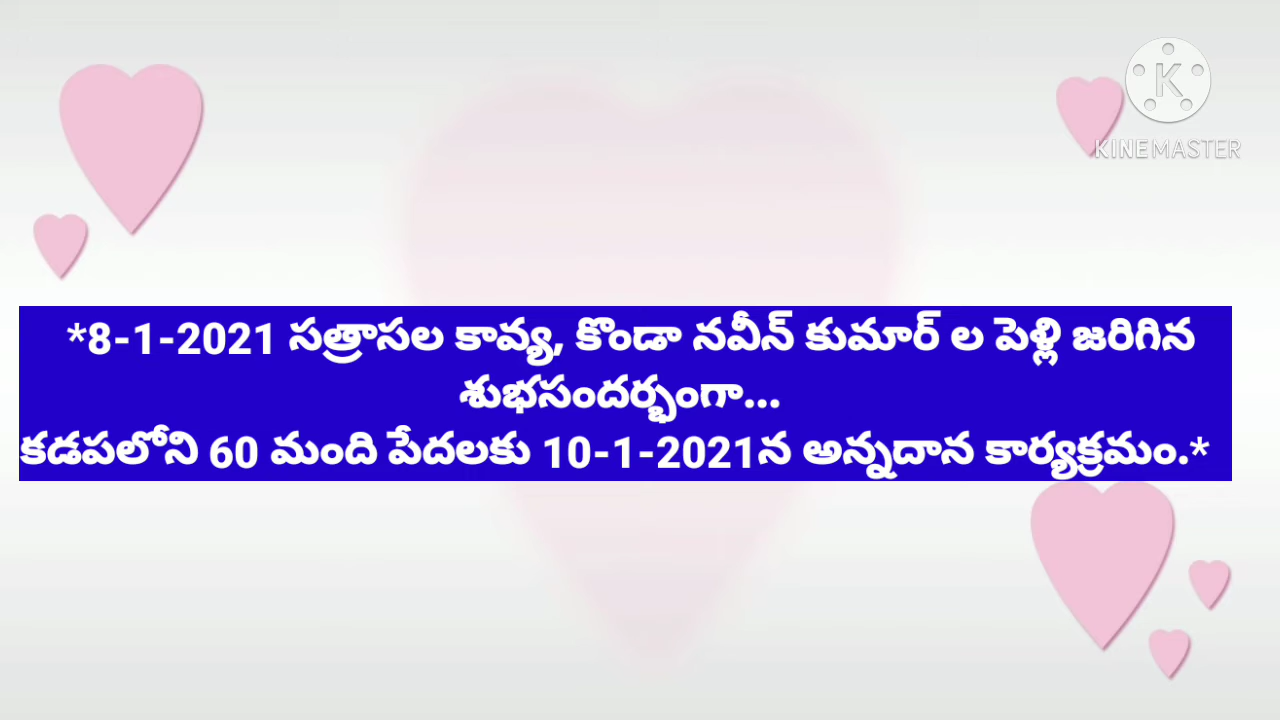 K
KINEMASTER
*8-1-2021 సత్రాసల కావ్య, కొండా నవీన్ కుమార్ ల పెళ్లి జరిగిన
శుభసందర్భంగా...
కడపలోని 60 మంది పేదలకు 10-1-2021న అన్నదాన కార్యక్రమం.*